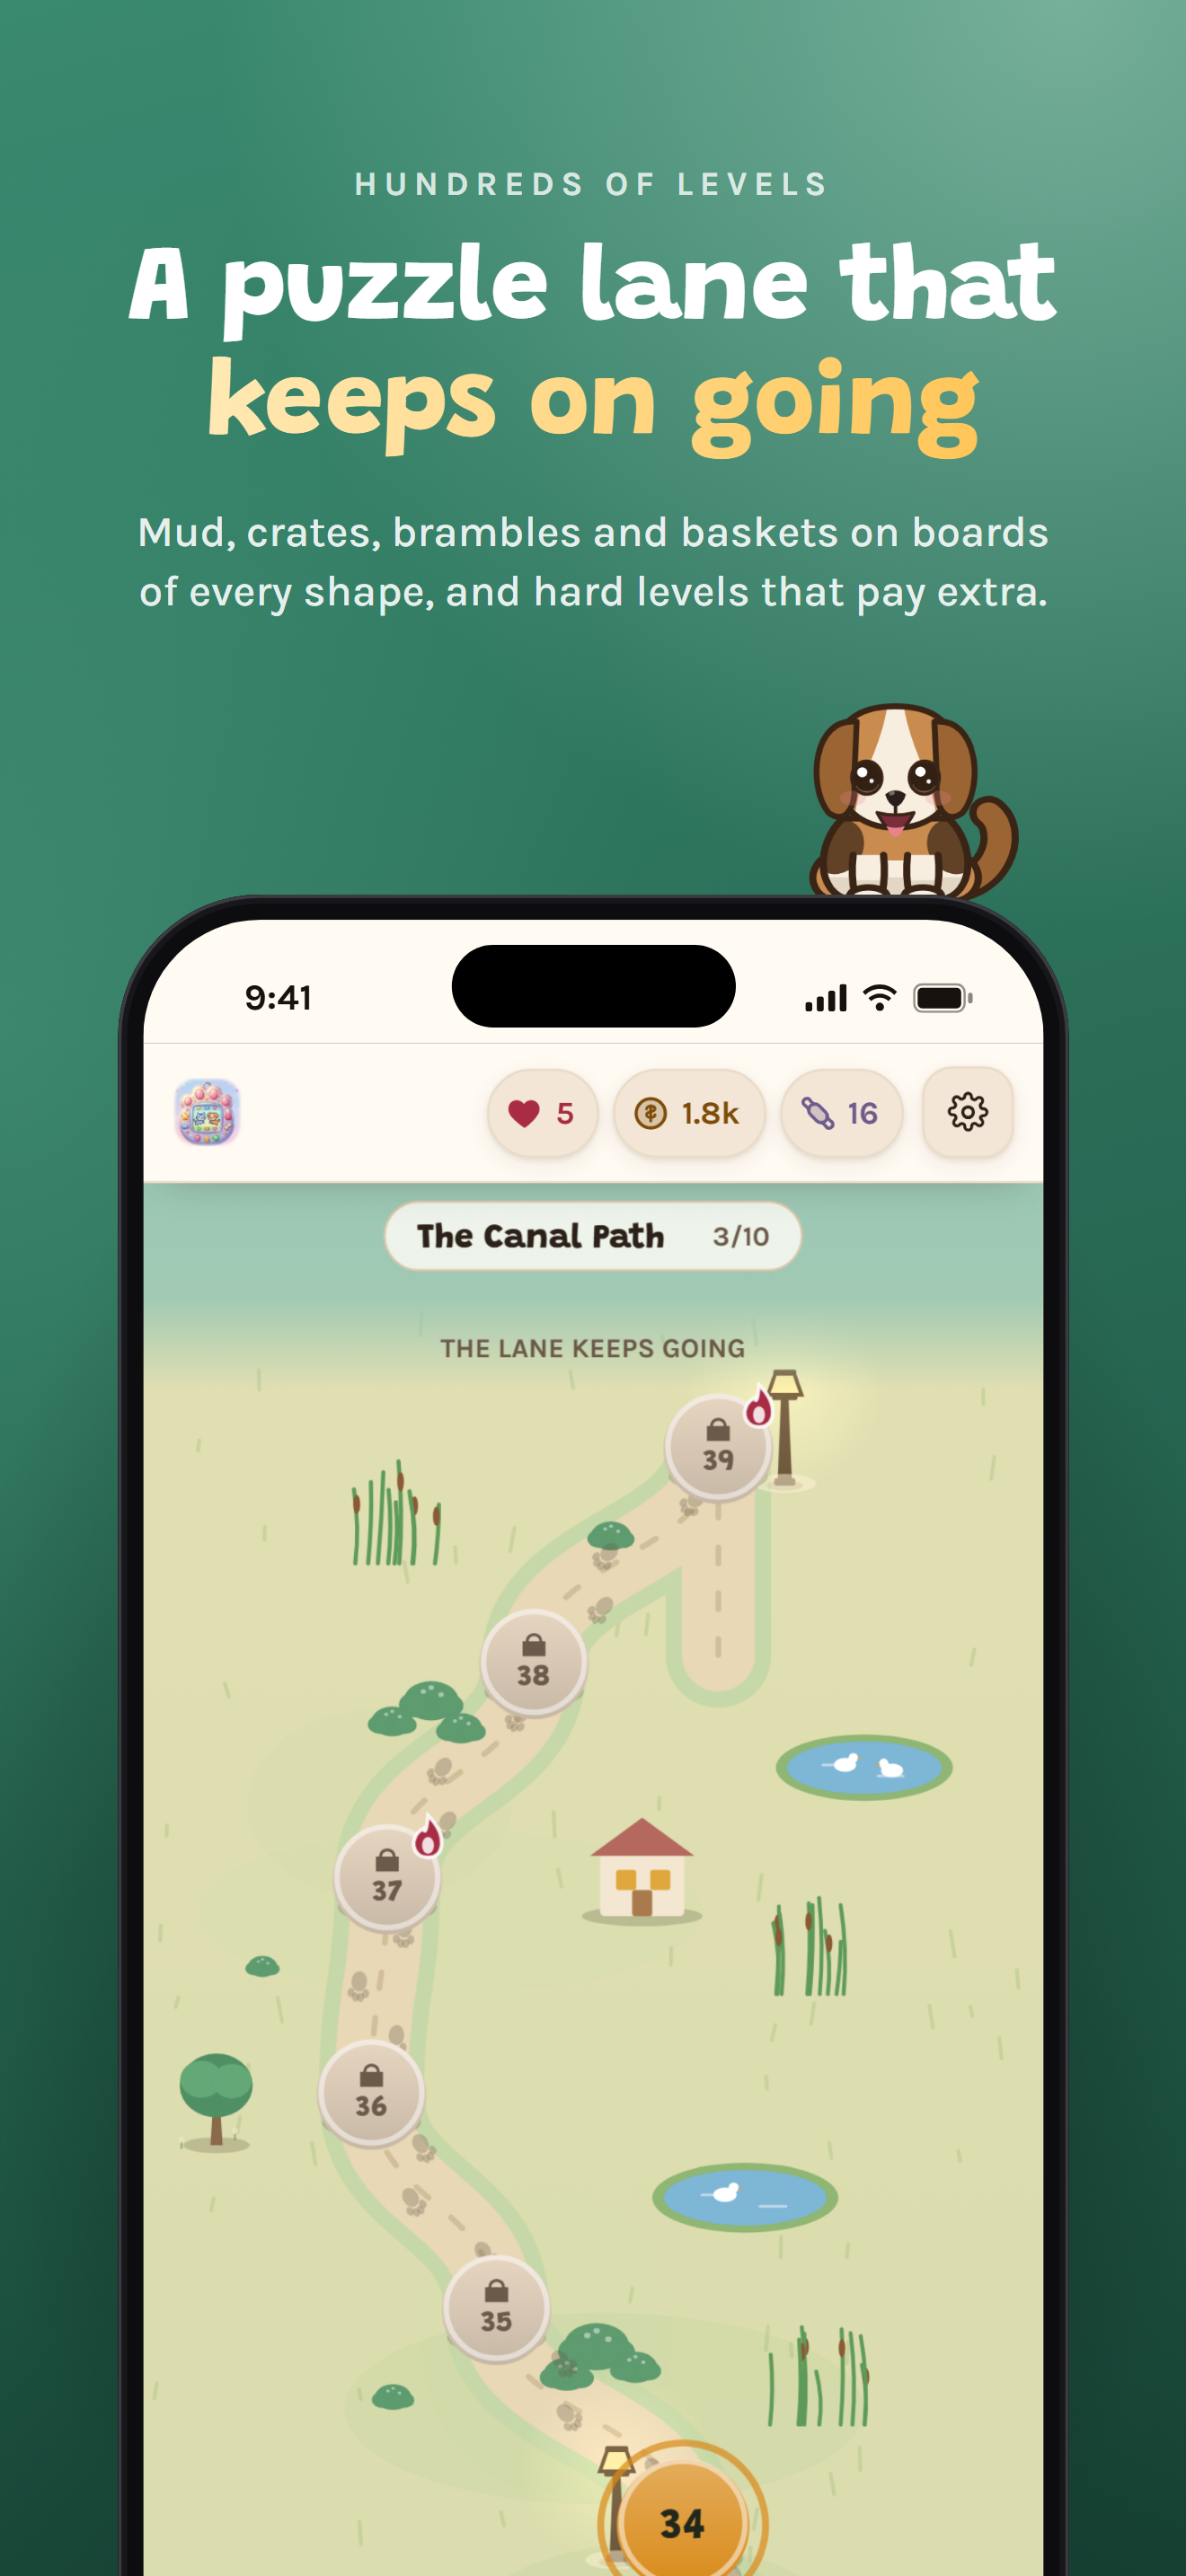 HUNDREDS OF LEVELS
A puzzle lane that
keeps on going
Mud, crates, brambles and baskets on boards
of every shape, and hard levels that pay extra.
9:41
5 1.8k 16
The Canal Path 3/10
THE LANE KEEPS GOING
39
38
37
36
35
34